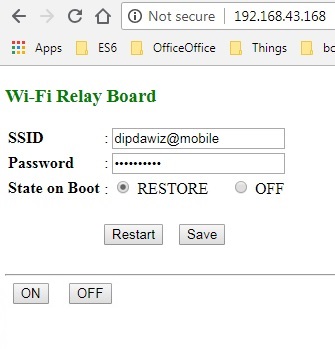 Not secure | 192.168.43.168
Apps ES6 OfficeOffice Things
Wi-Fi Relay Board
SSID : dipdawiz@mobile
Password : ••••••••••
State on Boot : RESTORE OFF
Restart Save
ON OFF